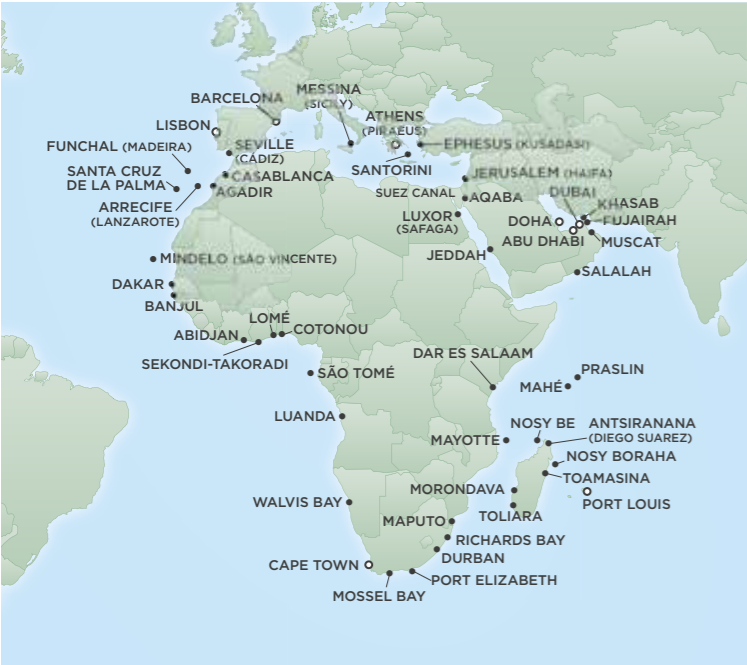 MESSINA
(SICILY)
BARCELONA
ATHENS
(PIRAEUS)
LISBON
FUNCHAL (MADEIRA)
SEVILLE
(CÁDIZ)
EPHESUS (KUSADASI)
SANTORINI
SANTA CRUZ
DE LA PALMA
CASABLANCA
JERUSALEM (HAIFA)
AGADIR
SUEZ CANAL
AQABA
DUBAI
KHASAB
ARRECIFE
(LANZAROTE)
LUXOR
(SAFAGA)
DOHA
FUJAIRAH
ABU DHABI
MUSCAT
JEDDAH
MINDELO (SÃO VINCENTE)
SALALAH
DAKAR
BANJUL
LOMÉ
COTONOU
ABIDJAN
SEKONDI-TAKORADI
DAR ES SALAAM
SÃO TOMÉ
PRASLIN
MAHÉ
LUANDA
NOSY BE
ANTSIRANANA
(DIEGO SUAREZ)
MAYOTTE
NOSY BORAHA
TOAMASINA
MORONDAVA
WALVIS BAY
PORT LOUIS
TOLIARA
MAPUTO
RICHARDS BAY
DURBAN
CAPE TOWN
PORT ELIZABETH
MOSSEL BAY